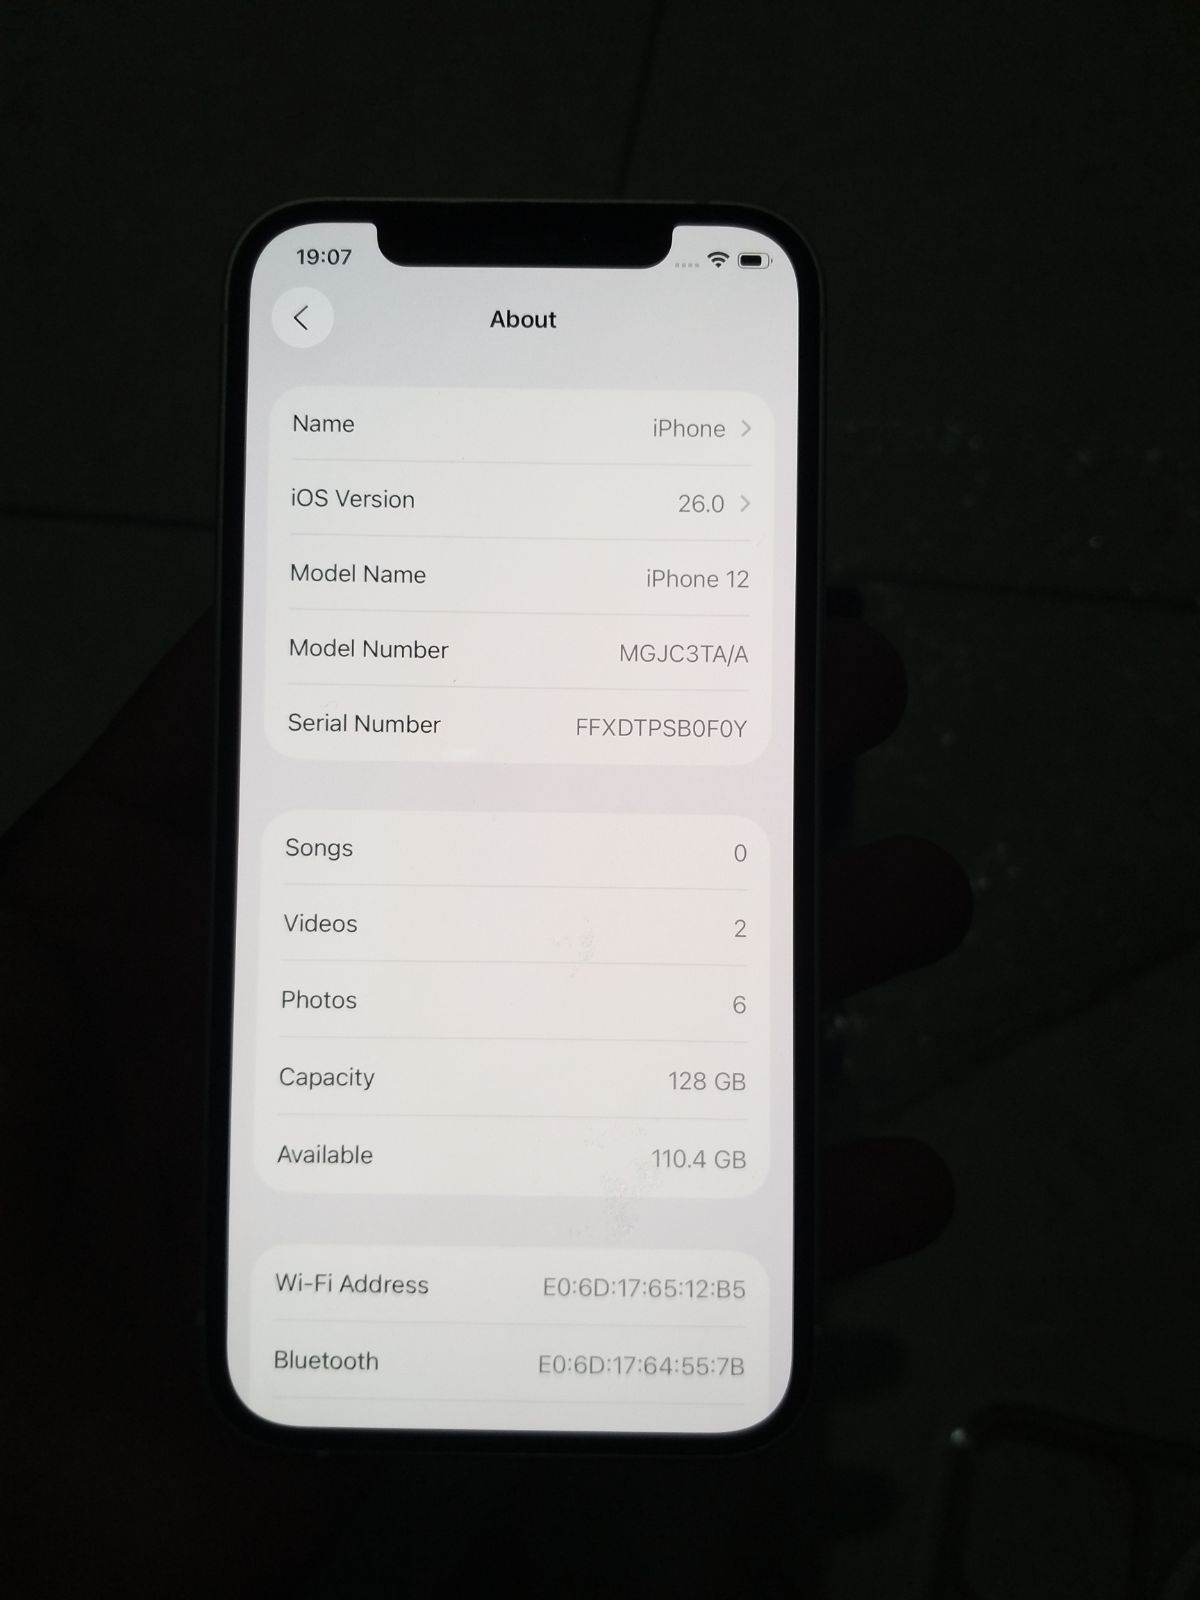 19:07
About
Name iPhone
iOS Version 26.0
Model Name iPhone 12
Model Number MGJC3TA/A
Serial Number FFXDTPSB0F0Y
Songs 0
Videos 2
Photos 6
Capacity 128 GB
Available 110.4 GB
Wi-Fi Address E0:6D:17:65:12:B5
Bluetooth E0:6D:17:64:55:7B